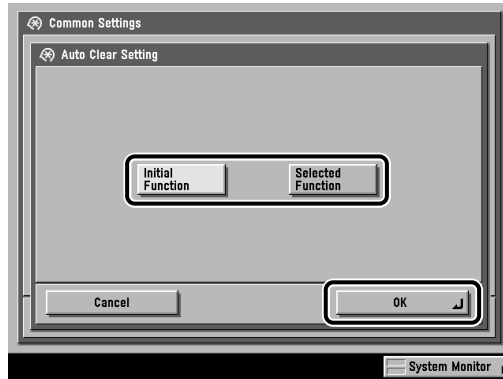 Common Settings
Auto Clear Setting
Initial
Function
Selected
Function
Cancel
OK
System Monitor